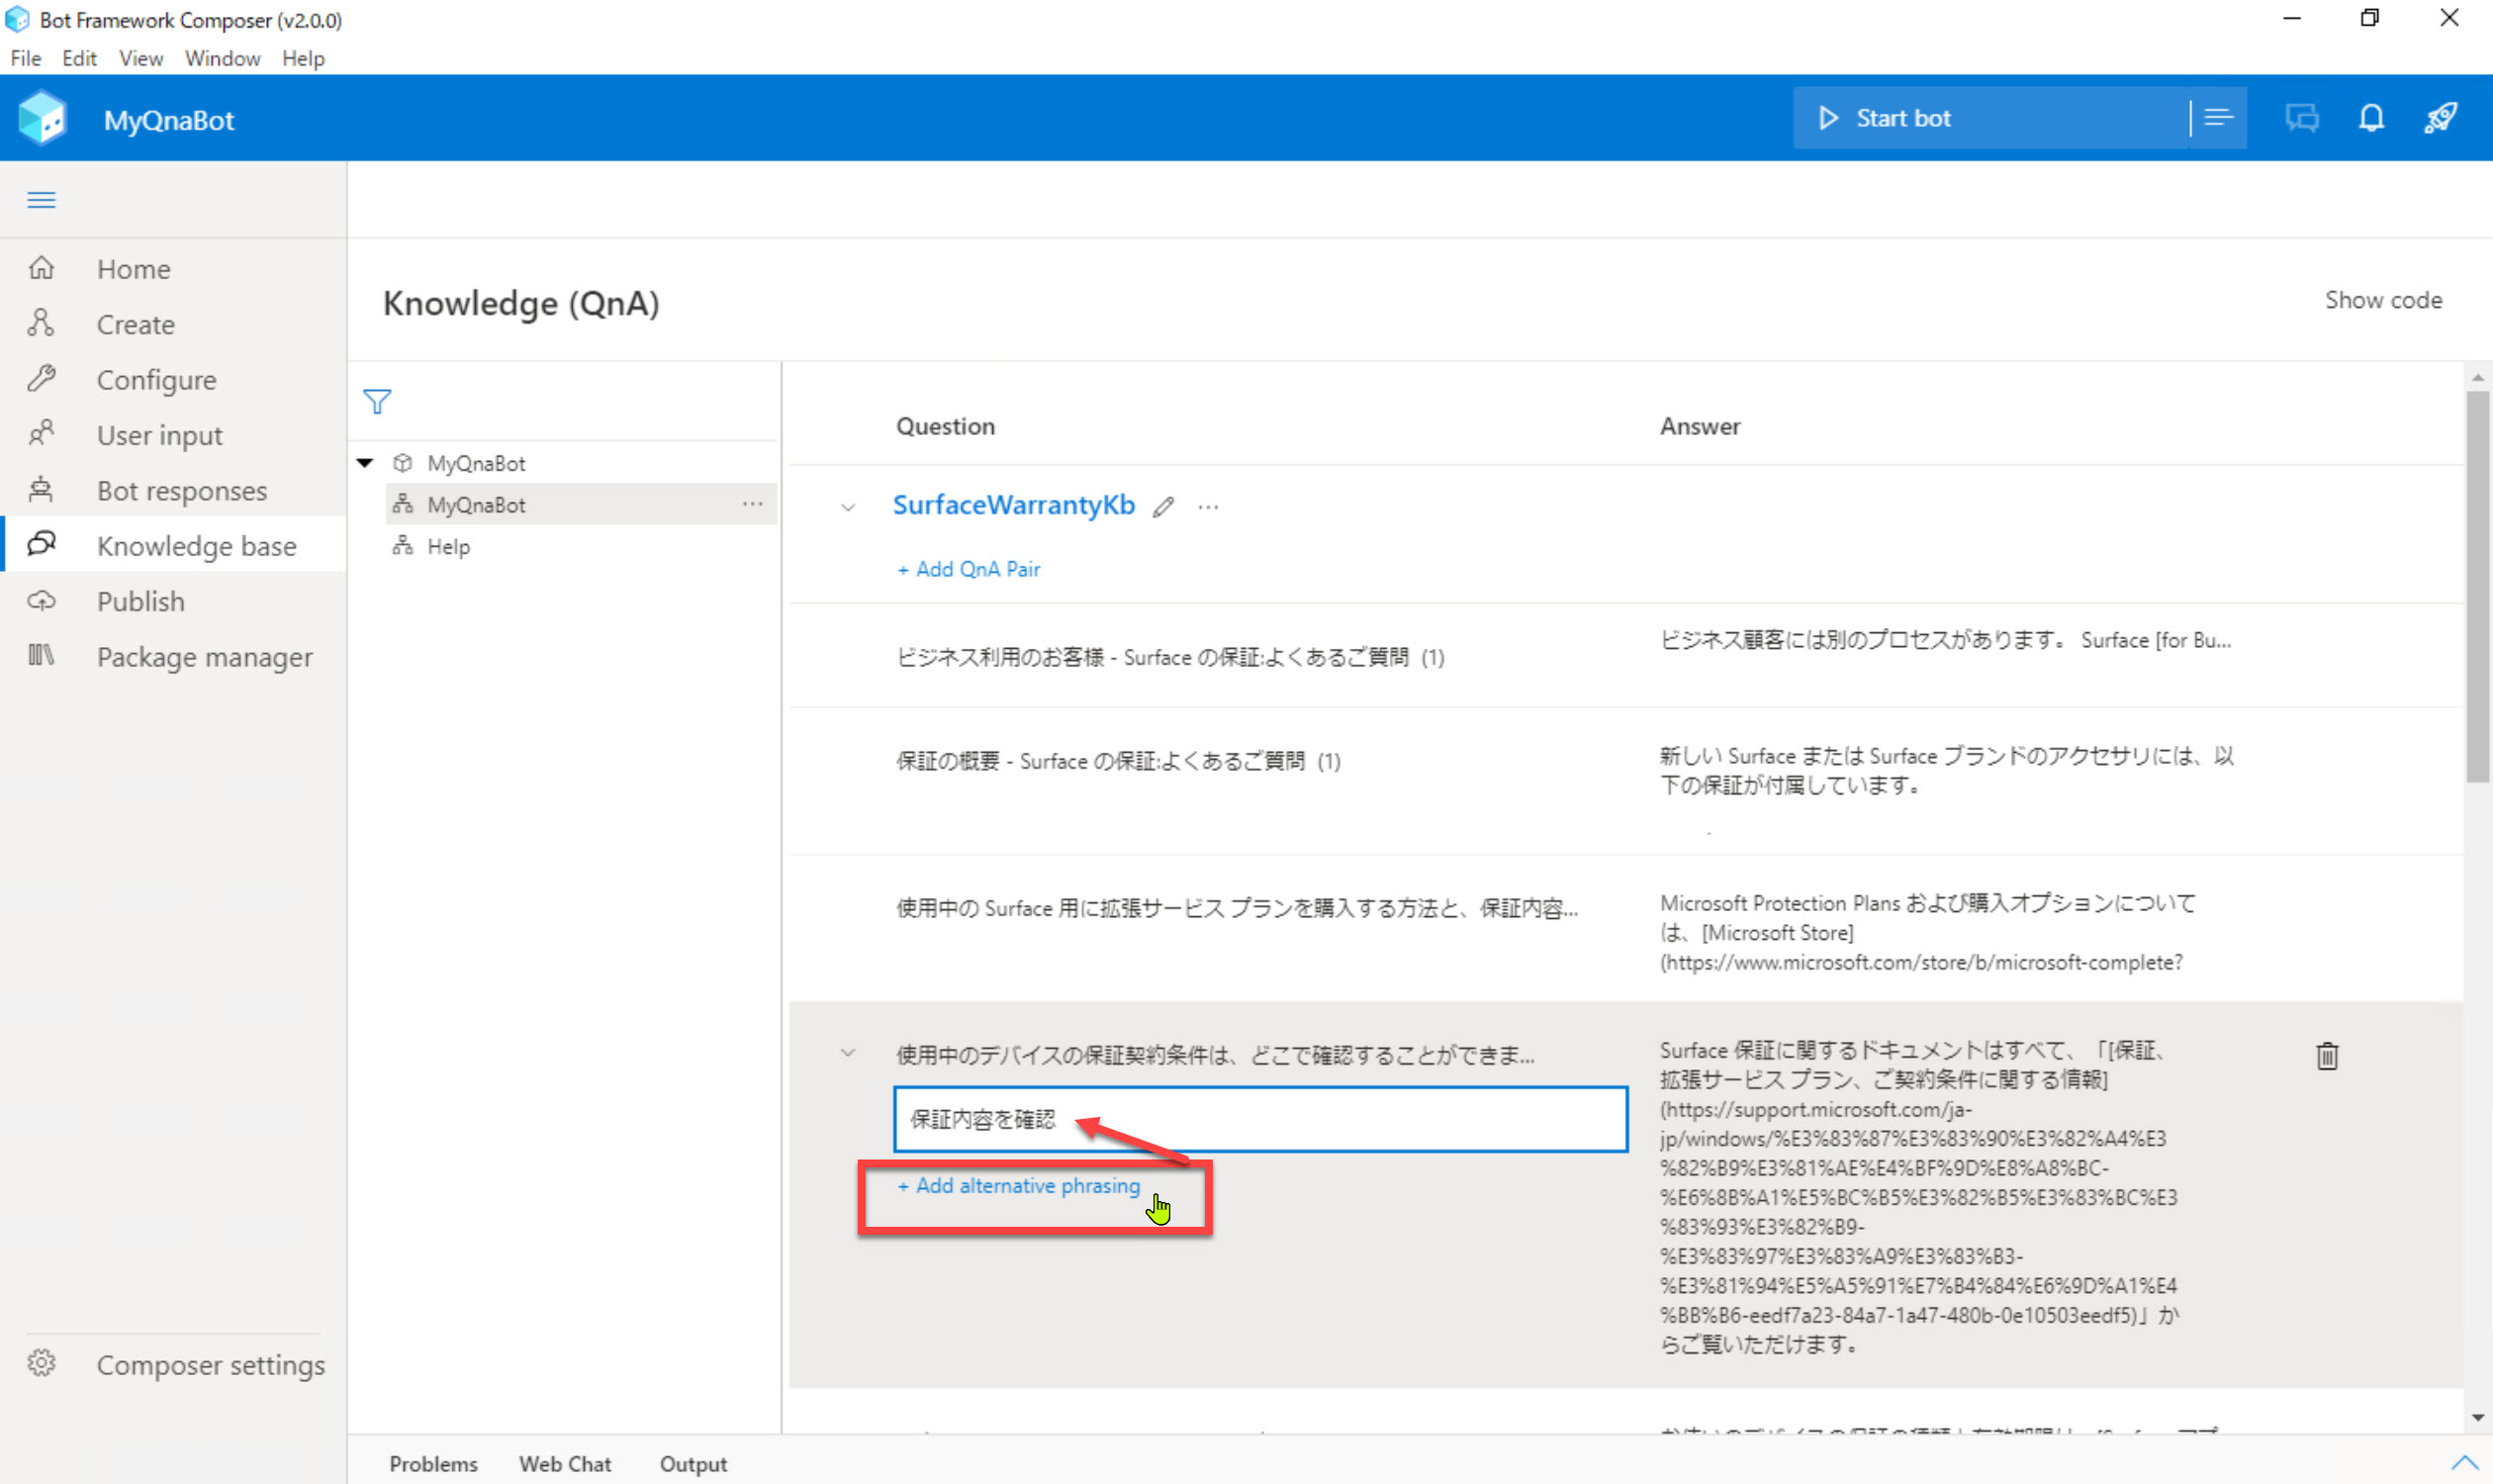 Bot Framework Composer (v2.0.0)
File Edit View Window Help
MyQnaBot
Start bot
Home
Create
Configure
User input
Bot responses
Knowledge base
Publish
Package manager
Composer settings
Knowledge (QnA)
Show code
MyQnaBot
MyQnaBot ...
Help
Question
Answer
SurfaceWarrantyKb ...
+ Add QnA Pair
ビジネス利用のお客様 - Surface の保証:よくあるご質問 (1)
ビジネス顧客には別のプロセスがあります。 Surface [for Bu...
保証の概要 - Surface の保証:よくあるご質問 (1)
新しい Surface または Surface ブランドのアクセサリには、以
下の保証が付属しています。
使用中の Surface 用に拡張サービス プランを購入する方法と、保証内容...
Microsoft Protection Plans および購入オプションについて
は、[Microsoft Store]
(https://www.microsoft.com/store/b/microsoft-complete?
使用中のデバイスの保証契約条件は、どこで確認することができま...
保証内容を確認
+ Add alternative phrasing
Surface 保証に関するドキュメントはすべて、「[保証、
拡張サービス プラン、ご契約条件に関する情報]
(https://support.microsoft.com/ja-
jp/windows/%E3%83%87%E3%83%90%E3%82%A4%E3
%82%B9%E3%81%AE%E4%BF%9D%E8%A8%BC-
%E6%8B%A1%E5%BC%B5%E3%82%B5%E3%83%BC%E3
%83%93%E3%82%B9-
%E3%83%97%E3%83%A9%E3%83%B3-
%E3%81%94%E5%A5%91%E7%B4%84%E6%9D%A1%E4
%BB%B6-eedf7a23-84a7-1a47-480b-0e10503eedf5)」か
らご覧いただけます。
Problems Web Chat Output